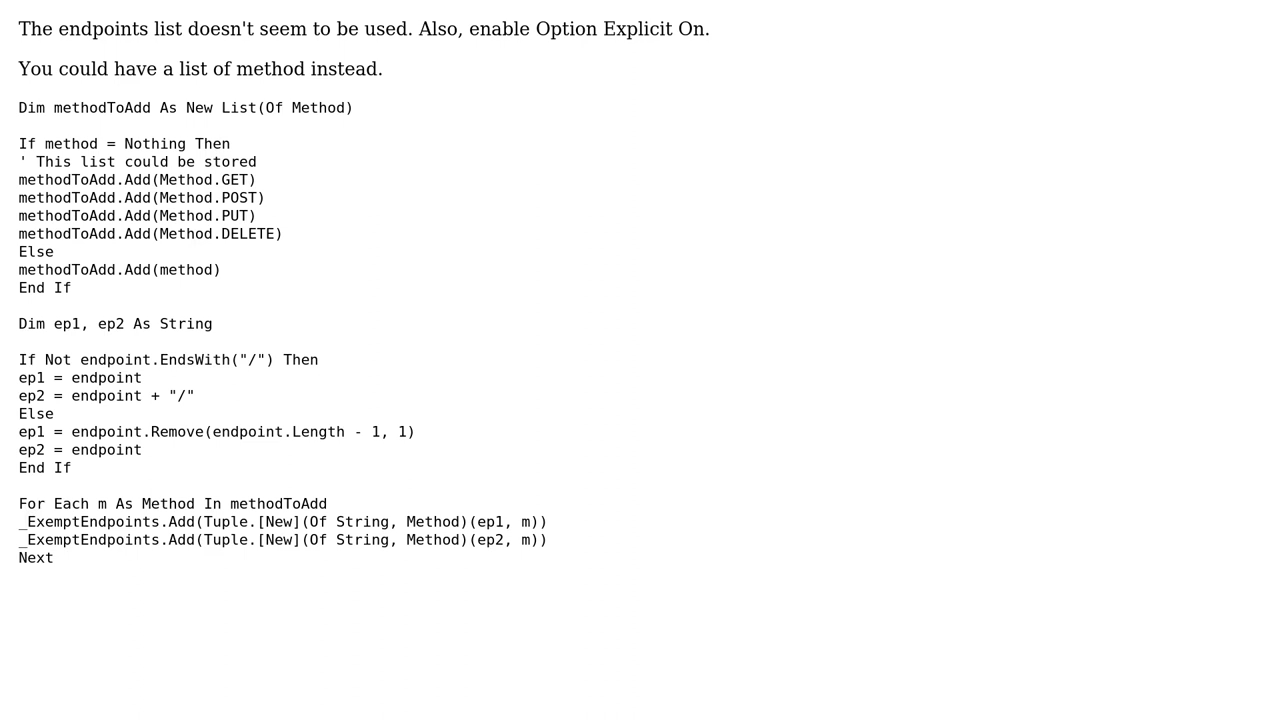 The endpoints list doesn't seem to be used. Also, enable Option Explicit On.
You could have a list of method instead.
Dim methodToAdd As New List(Of Method)
If method = Nothing Then
' This list could be stored
methodToAdd.Add(Method.GET)
methodToAdd.Add(Method.POST)
methodToAdd.Add(Method.PUT)
methodToAdd.Add(Method.DELETE)
Else
methodToAdd.Add(method)
End If
Dim ep1, ep2 As String
If Not endpoint.EndsWith("/") Then
ep1 = endpoint
ep2 = endpoint + "/"
Else
ep1 = endpoint.Remove(endpoint.Length - 1, 1)
ep2 = endpoint
End If
For Each m As Method In methodToAdd
_ExemptEndpoints.Add(Tuple.[New](Of String, Method)(ep1, m))
_ExemptEndpoints.Add(Tuple.[New](Of String, Method)(ep2, m))
Next